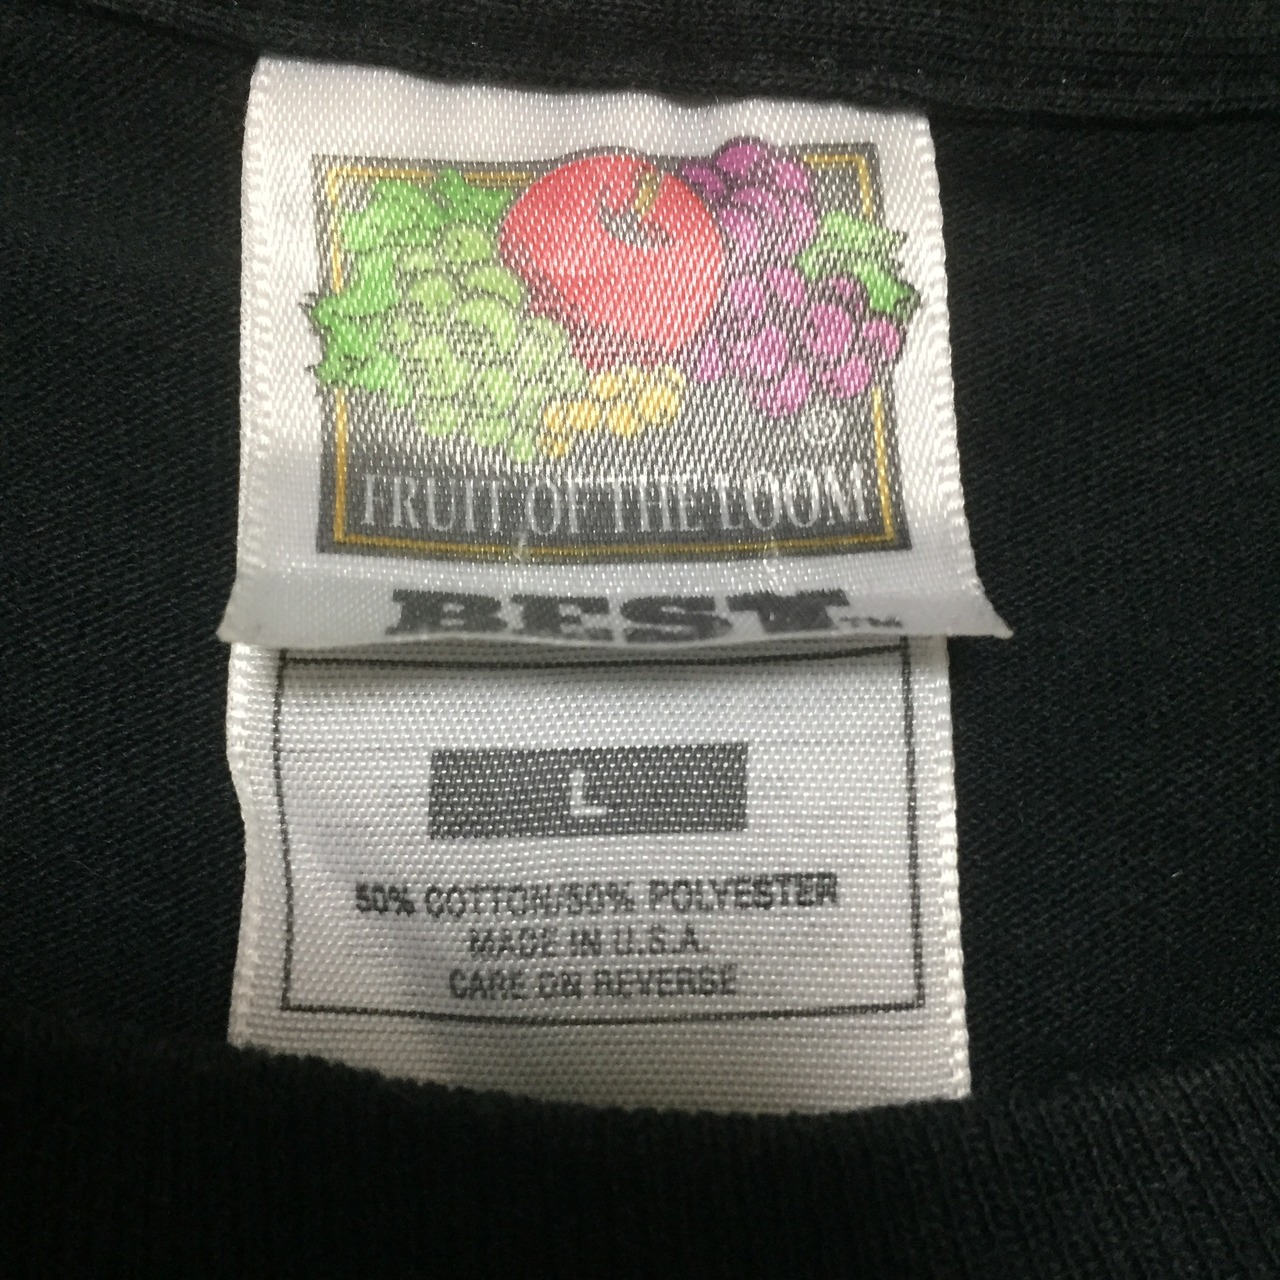 ®
FRUIT OF THE LOOM
BEST™
L
50% COTTON/50% POLYESTER
MADE IN U.S.A.
CARE ON REVERSE